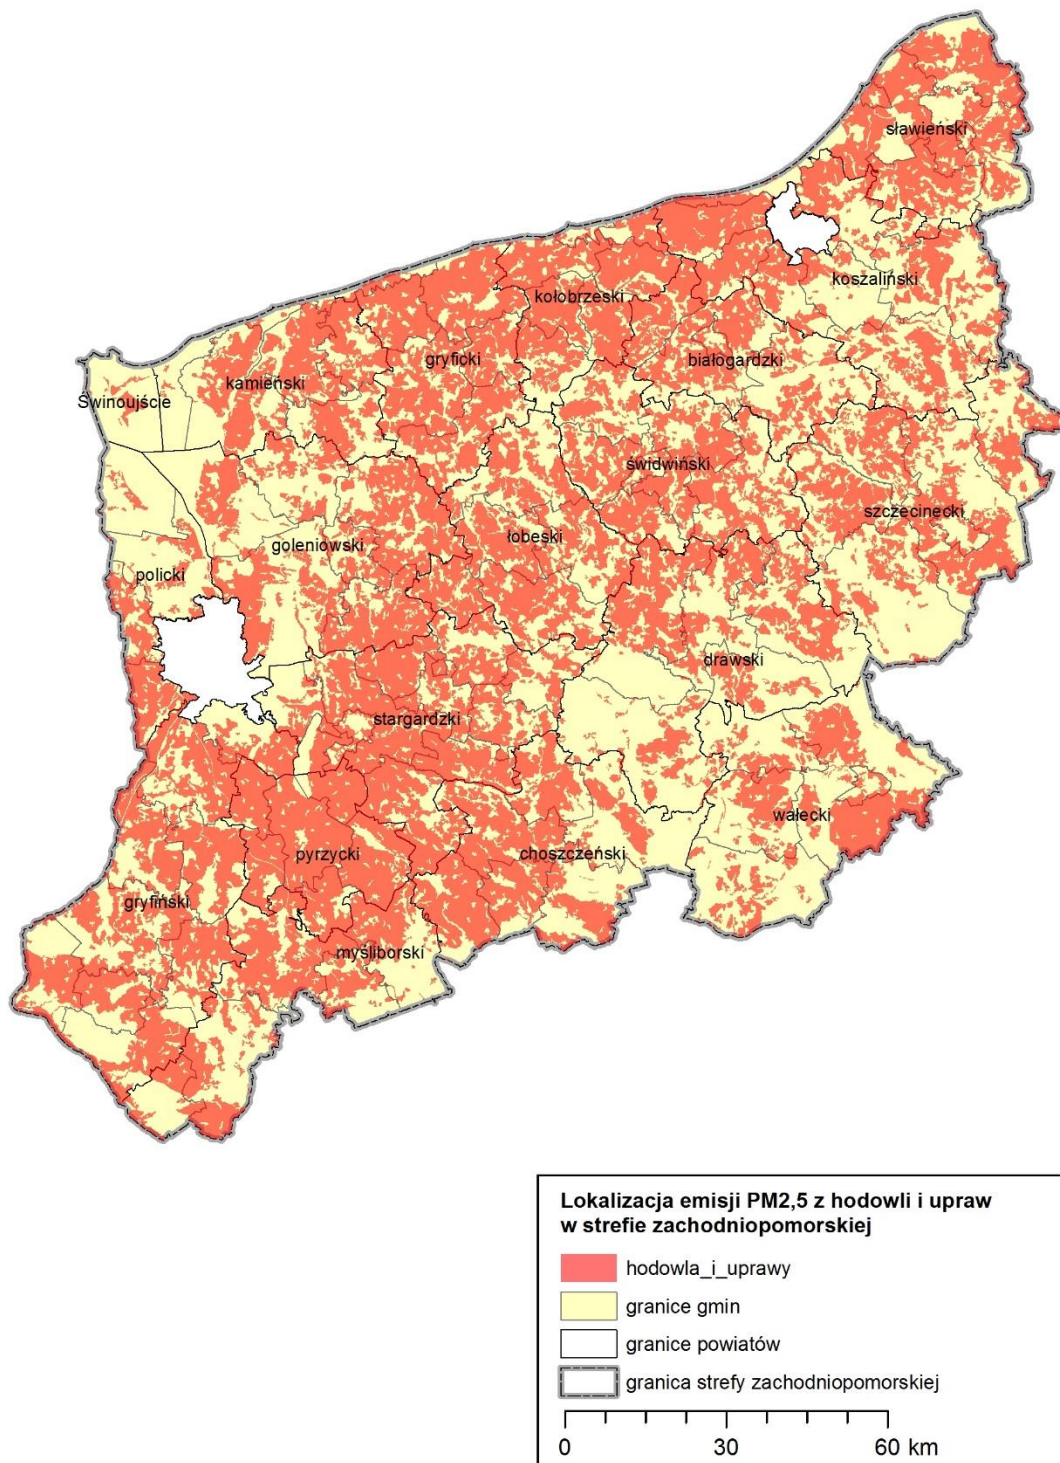 sławieński
koszaliński
kołobrzeski
białogardzki
gryficki
kamieński
Świnoujście
świdwiński
szczecinecki
łobeski
goleniowski
policki
drawski
stargardzki
wałecki
choszczeński
pyrzycki
gryfiński
myśliborski
Lokalizacja emisji PM2,5 z hodowli i upraw
w strefie zachodniopomorskiej
hodowla_i_uprawy
granice gmin
granice powiatów
granica strefy zachodniopomorskiej
0 30 60 km